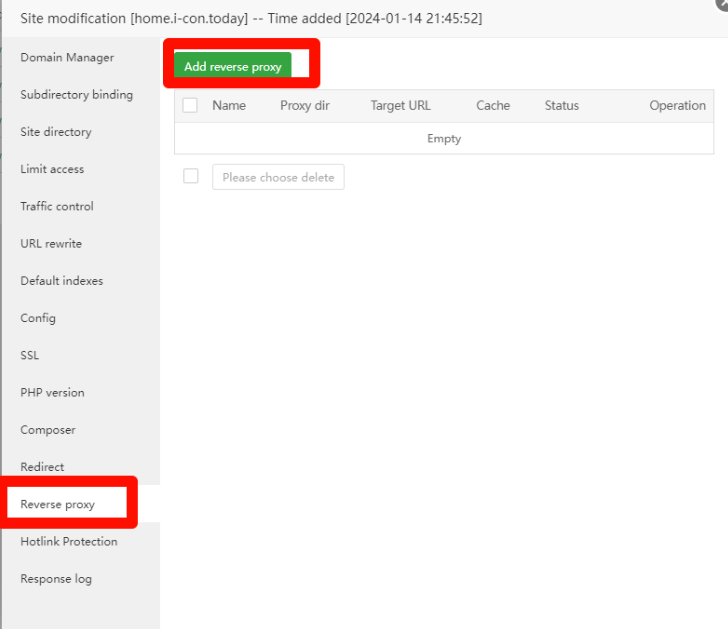 Site modification [home.i-con.today] -- Time added [2024-01-14 21:45:52]
Domain Manager
Subdirectory binding
Site directory
Limit access
Traffic control
URL rewrite
Default indexes
Config
SSL
PHP version
Composer
Redirect
Reverse proxy
Hotlink Protection
Response log
Add reverse proxy
Name Proxy dir Target URL Cache Status Operation
Empty
Please choose delete